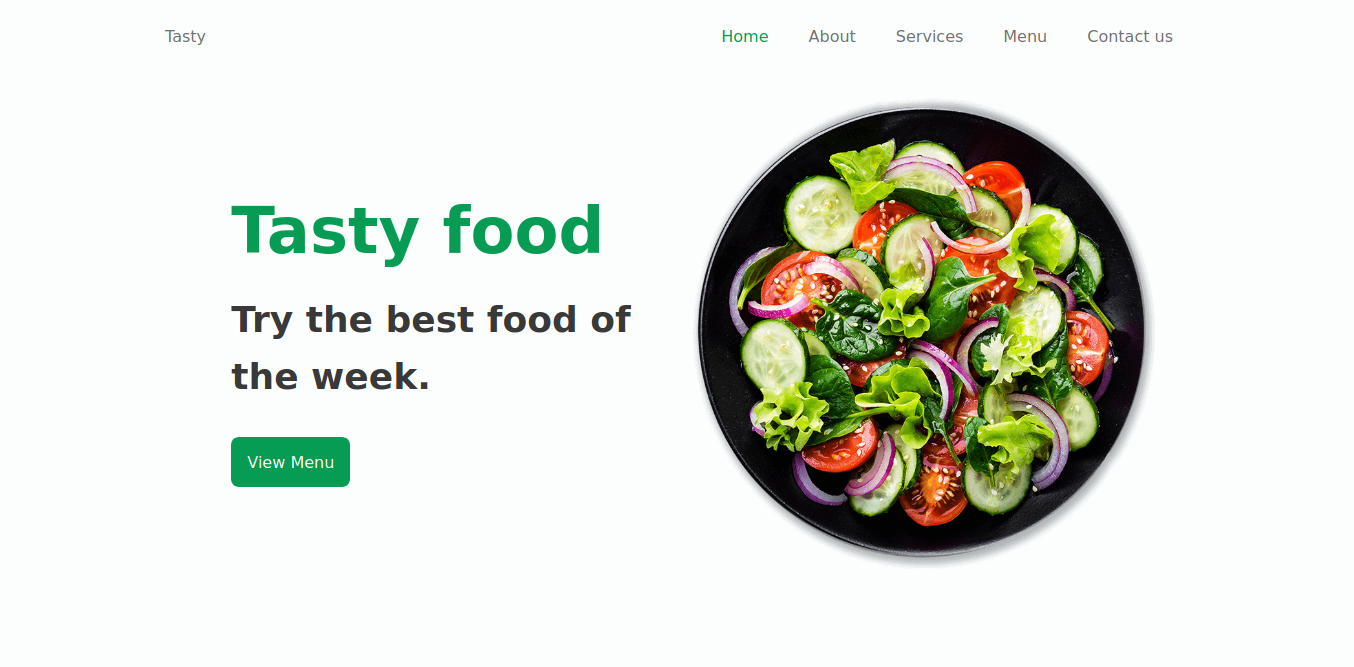 Tasty
Home About Services Menu Contact us
Tasty food
Try the best food of
the week.
View Menu